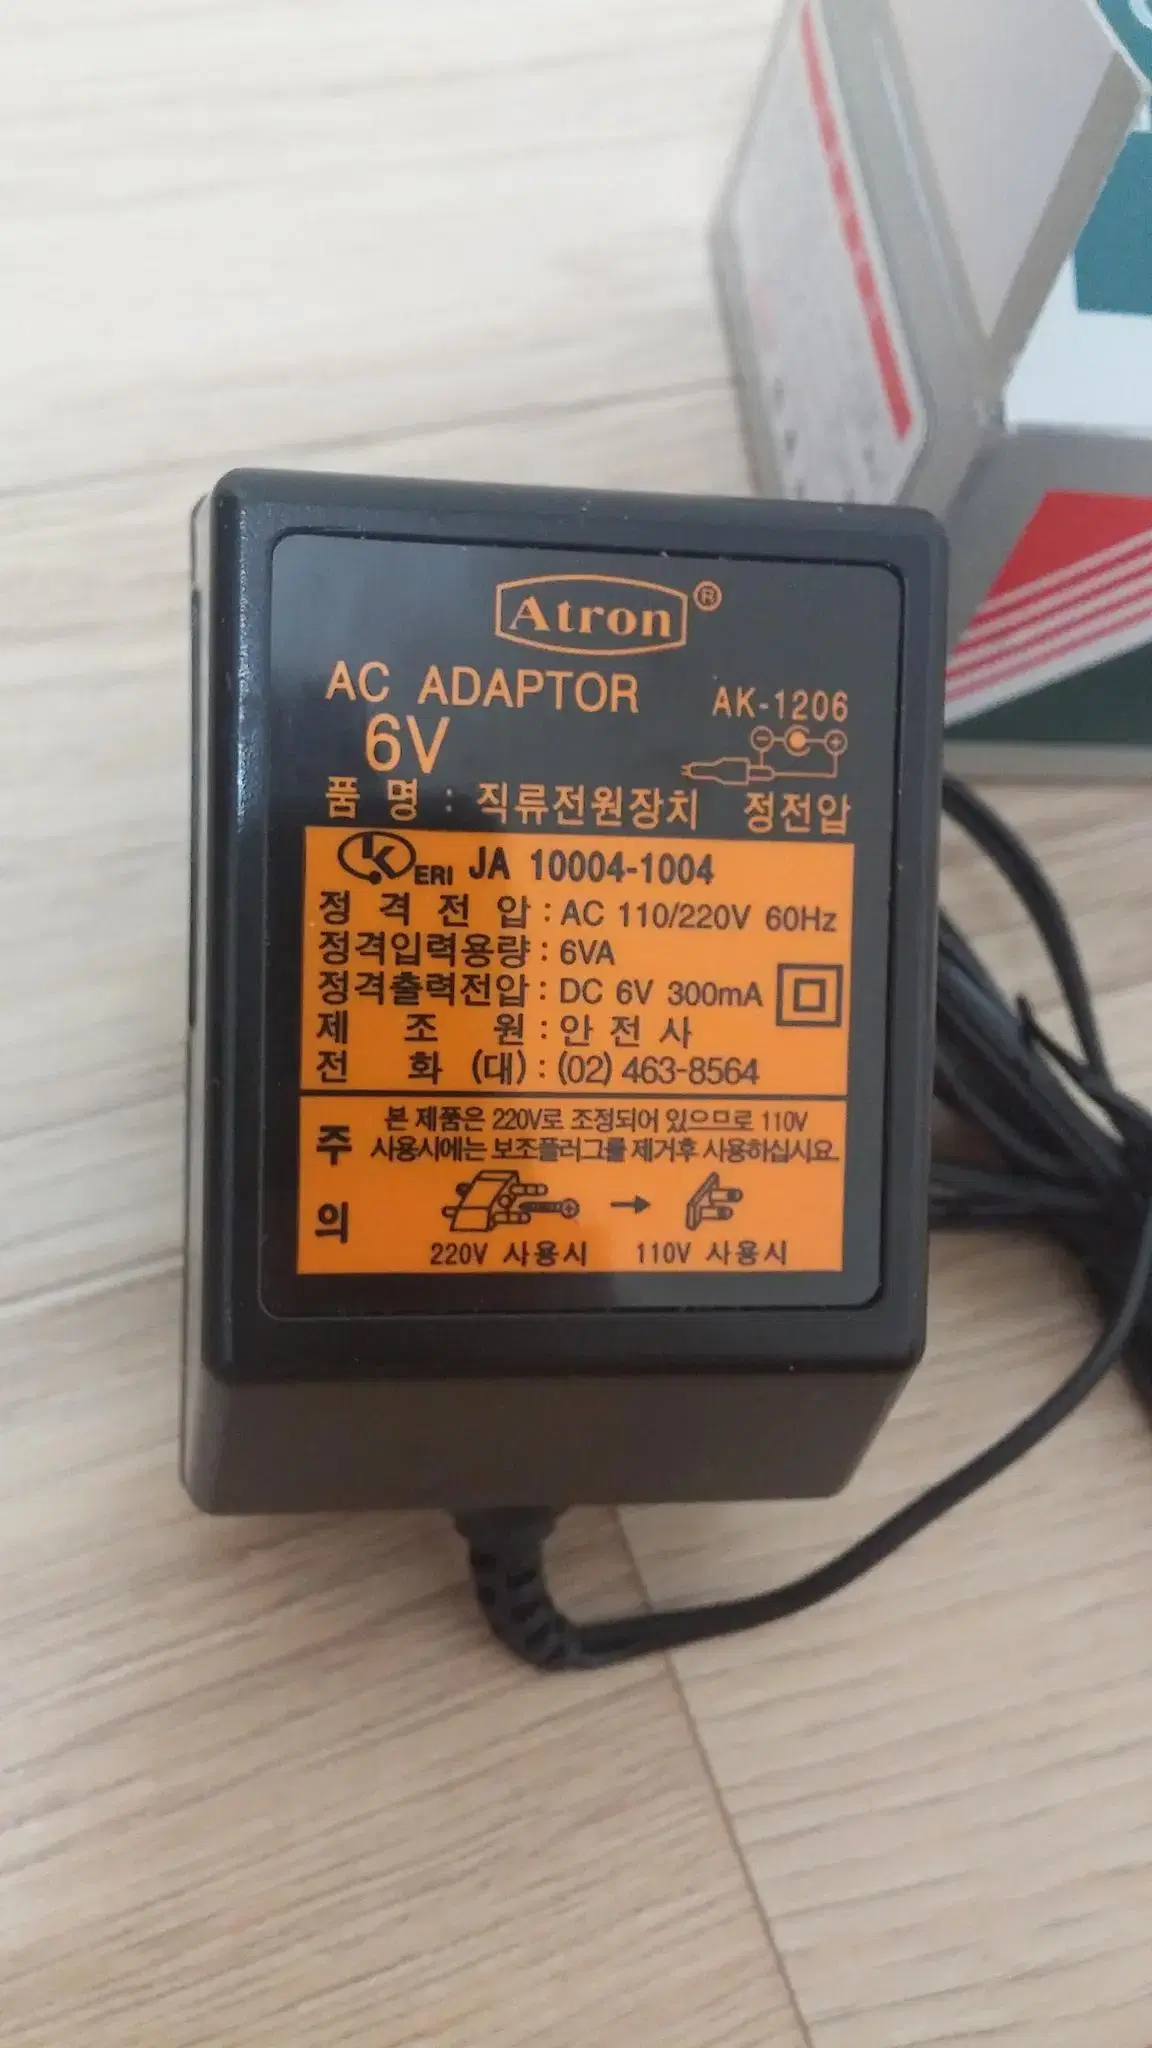 Atron ®
AC ADAPTOR AK-1206
6V
품 명 : 직류전원장치 정전압
K ERI JA 10004-1004
정 격 전 압 : AC 110/220V 60Hz
정격입력용량 : 6VA
정격출력전압 : DC 6V 300mA
제 조 원 : 안전사
전 화 (대) : (02) 463-8564
주의
본 제품은 220V로 조정되어 있으므로 110V
사용시에는 보조플러그를 제거후 사용하십시요.
220V 사용시 110V 사용시